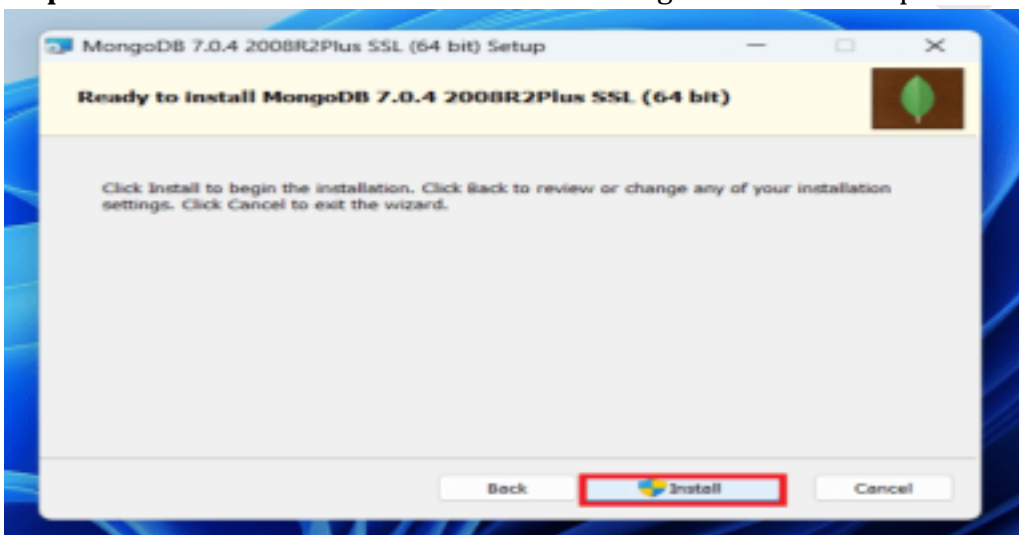 MongoDB 7.0.4 2008R2Plus SSL (64 bit) Setup
Ready to install MongoDB 7.0.4 2008R2Plus SSL (64 bit)
Click Install to begin the installation. Click Back to review or change any of your installation
settings. Click Cancel to exit the wizard.
Back Install Cancel